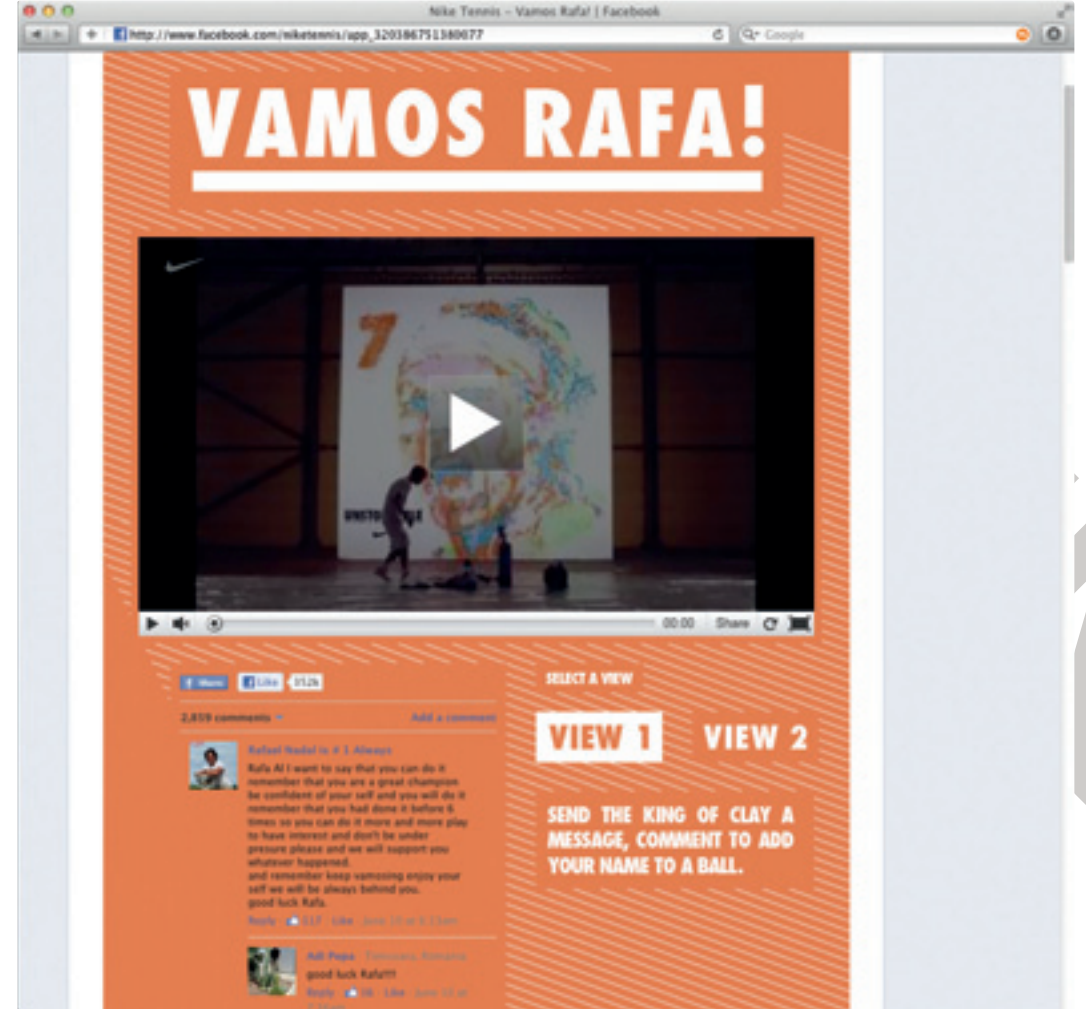 Nike Tennis – Vamos Rafa! | Facebook
http://www.facebook.com/niketennis/app_320386751380077
Google
VAMOS RAFA!
7
00:00 Share
Share Like 352k
2,859 comments
Add a comment
Rafael Nadal is # 1 Always
Rafa Al I want to say that you can do it
remember that you are a great champion
be confident of your self and you will do it
remember that you had done it before 6
times so you can do it more and more play
to have interest and don't be under
presure please and we will support you
whatever happened.
and remember keep vamosing enjoy your
self we will be always behind you.
good luck Rafa.
Reply Like
Adi Popa
good luck Rafa!!!
Reply Like
SELECT A VIEW
VIEW 1
VIEW 2
SEND THE KING OF CLAY A
MESSAGE, COMMENT TO ADD
YOUR NAME TO A BALL.